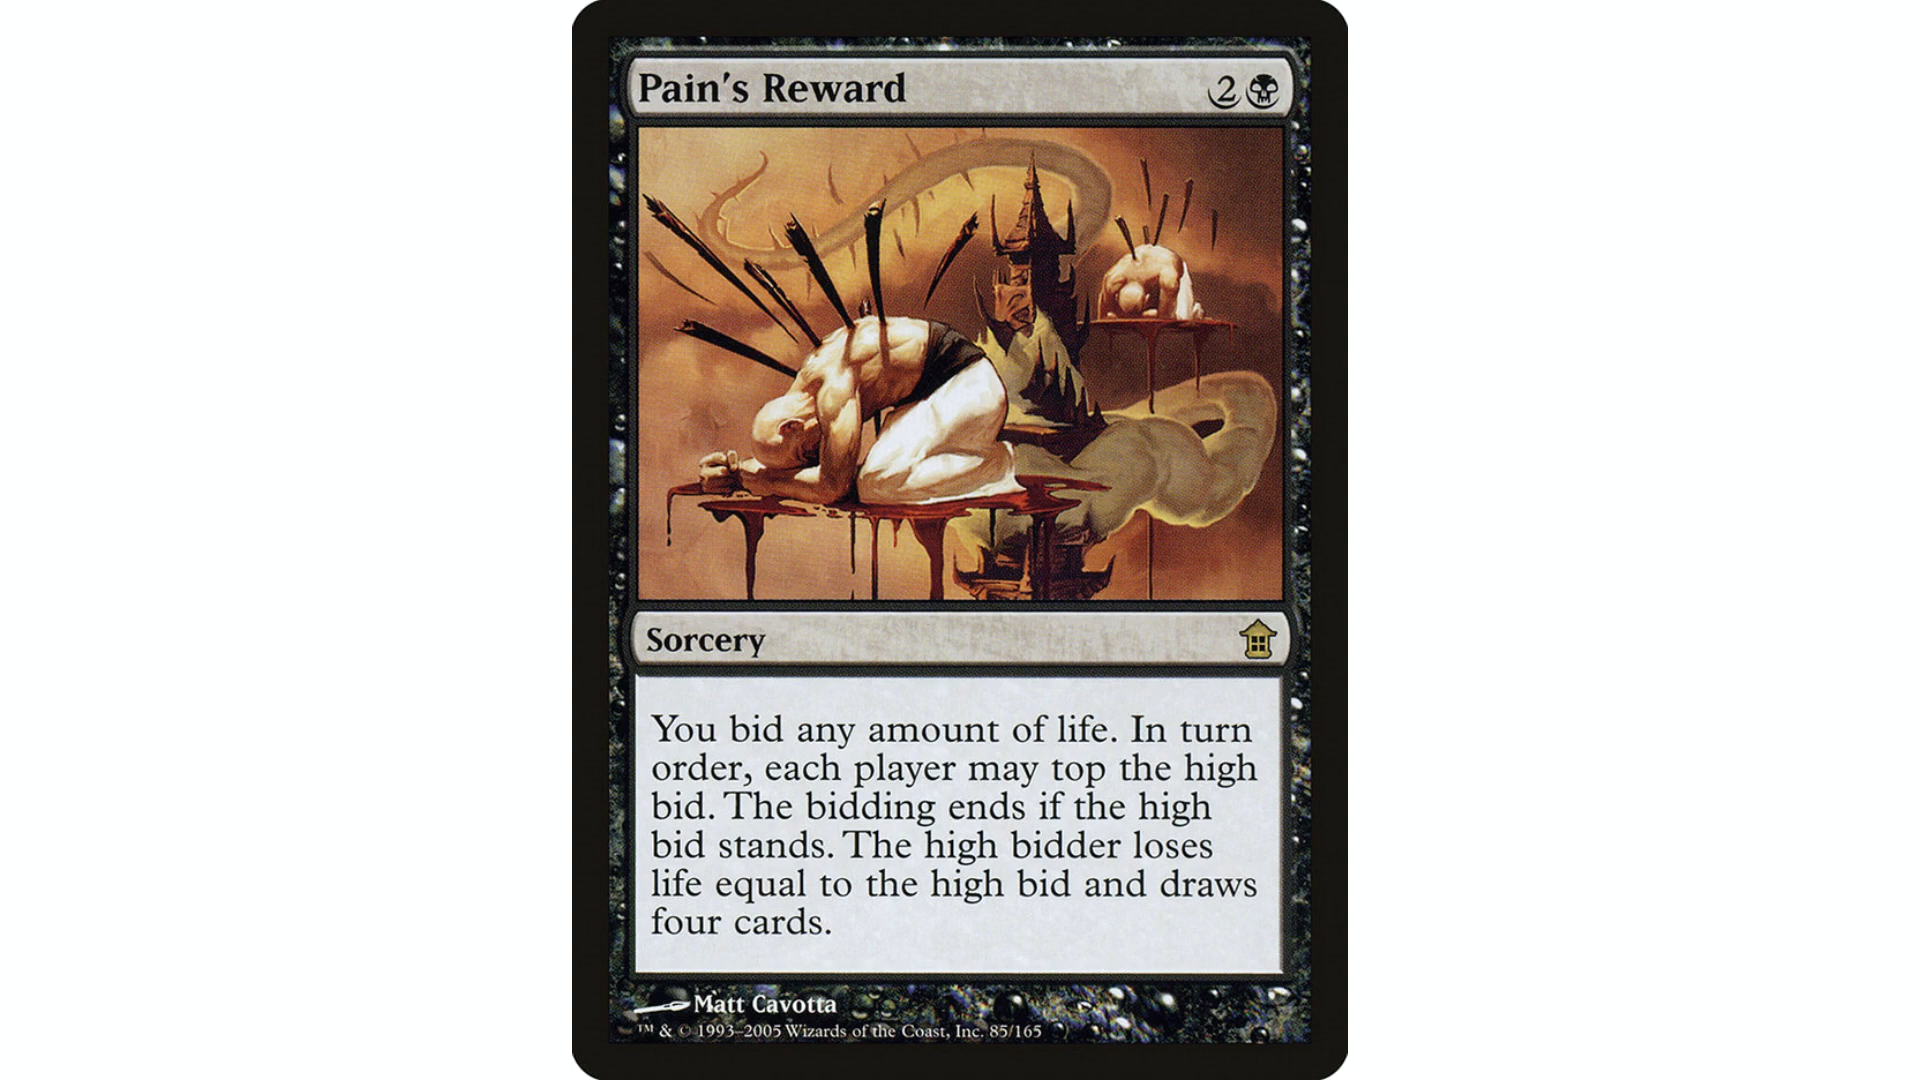 Pain's Reward
2
Sorcery
You bid any amount of life. In turn
order, each player may top the high
bid. The bidding ends if the high
bid stands. The high bidder loses
life equal to the high bid and draws
four cards.
Matt Cavotta
™ & © 1993–2005 Wizards of the Coast, Inc. 85/165